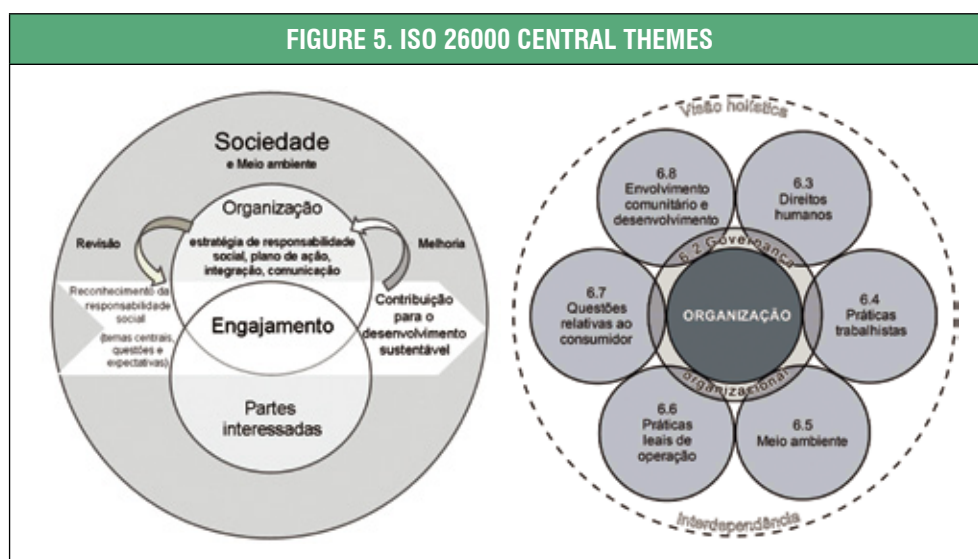 FIGURE 5. ISO 26000 CENTRAL THEMES
Sociedade
e Meio ambiente
Organização
estratégia de responsabilidade
social, plano de ação,
integração, comunicação
Revisão
Melhoria
Reconhecimento da
responsabilidade
social
(temas centrais,
questões e
expectativas)
Engajamento
Contribuição
para o
desenvolvimento
sustentável
Partes
interessadas
Visão holística
6.8
Envolvimento
comunitário e
desenvolvimento
6.3
Direitos
humanos
6.2 Governança
6.7
Questões
relativas ao
consumidor
ORGANIZAÇÃO
6.4
Práticas
trabalhistas
organizacional
6.6
Práticas
leais de
operação
6.5
Meio ambiente
Interdependência